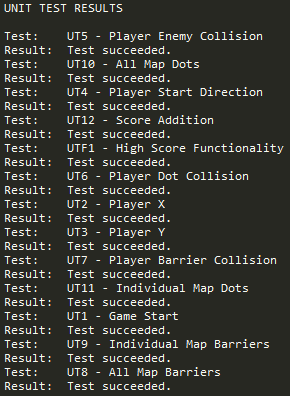 UNIT TEST RESULTS
Test: UT5 - Player Enemy Collision
Result: Test succeeded.
Test: UT10 - All Map Dots
Result: Test succeeded.
Test: UT4 - Player Start Direction
Result: Test succeeded.
Test: UT12 - Score Addition
Result: Test succeeded.
Test: UTF1 - High Score Functionality
Result: Test succeeded.
Test: UT6 - Player Dot Collision
Result: Test succeeded.
Test: UT2 - Player X
Result: Test succeeded.
Test: UT3 - Player Y
Result: Test succeeded.
Test: UT7 - Player Barrier Collision
Result: Test succeeded.
Test: UT11 - Individual Map Dots
Result: Test succeeded.
Test: UT1 - Game Start
Result: Test succeeded.
Test: UT9 - Individual Map Barriers
Result: Test succeeded.
Test: UT8 - All Map Barriers
Result: Test succeeded.